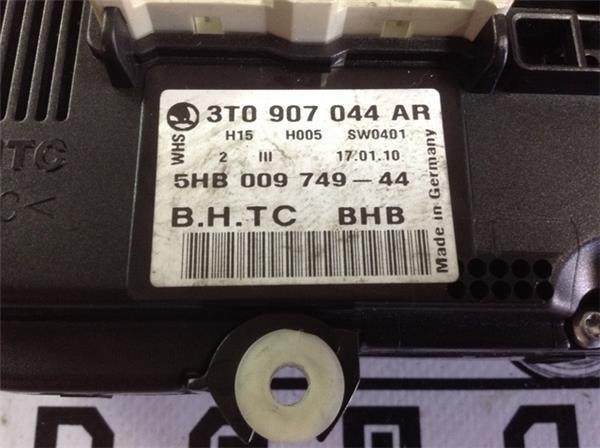 WHS 3T0 907 044 AR
H15 H005 SW0401
2 III 17.01.10
5HB 009 749-44
B.H.TC BHB
Made in Germany